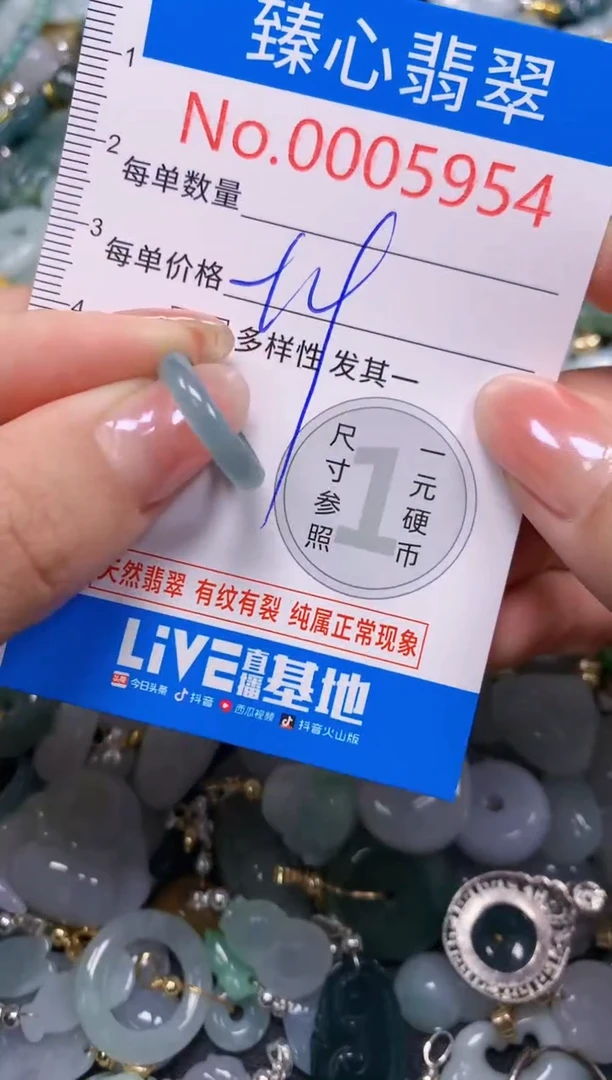 臻心翡翠
No.0005954
1
2
每单数量
3
每单价格
4
多样性 发其一
尺寸参照
1
一元硬币
天然翡翠 有纹有裂 纯属正常现象
LiVE直播基地
头条 今日头条 抖音 西瓜视频 抖音火山版